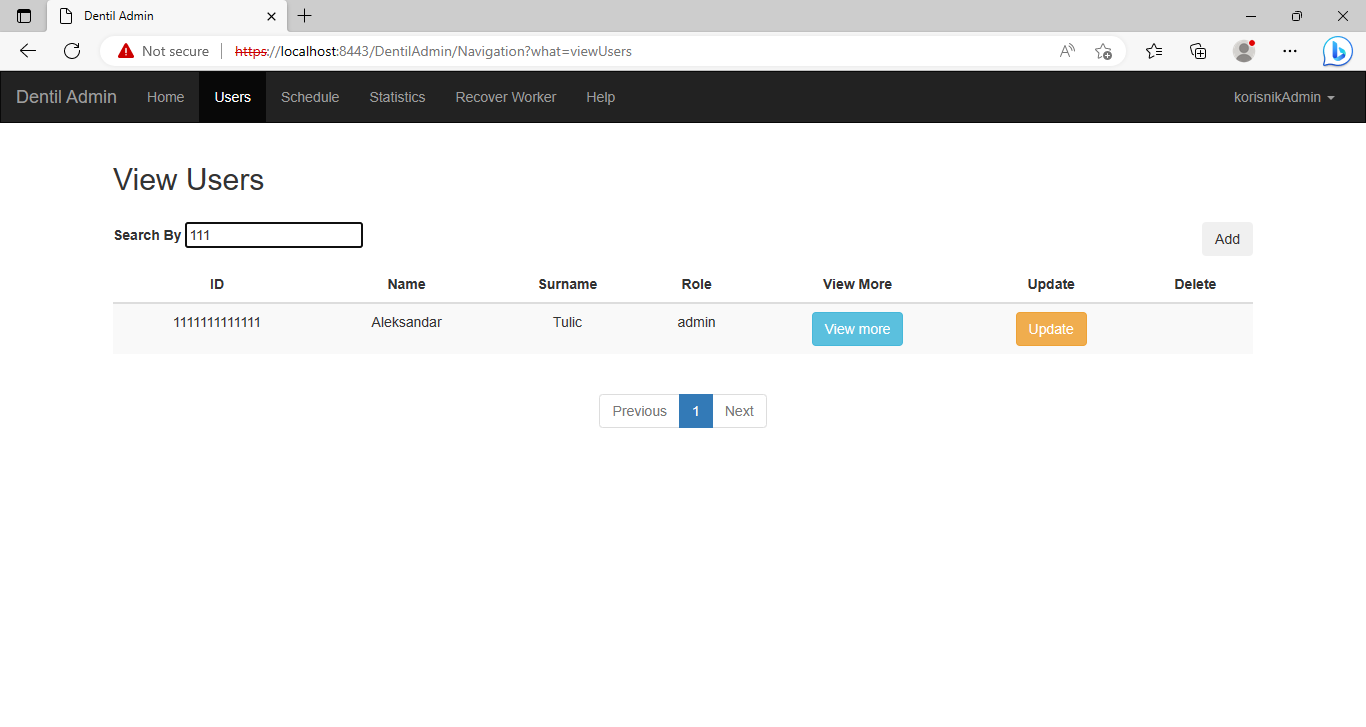 Dentil Admin
Not secure https://localhost:8443/DentilAdmin/Navigation?what=viewUsers
Dentil Admin Home Users Schedule Statistics Recover Worker Help korisnikAdmin
View Users
Search By 111 Add
ID Name Surname Role View More Update Delete
1111111111111 Aleksandar Tulic admin View more Update
Previous 1 Next